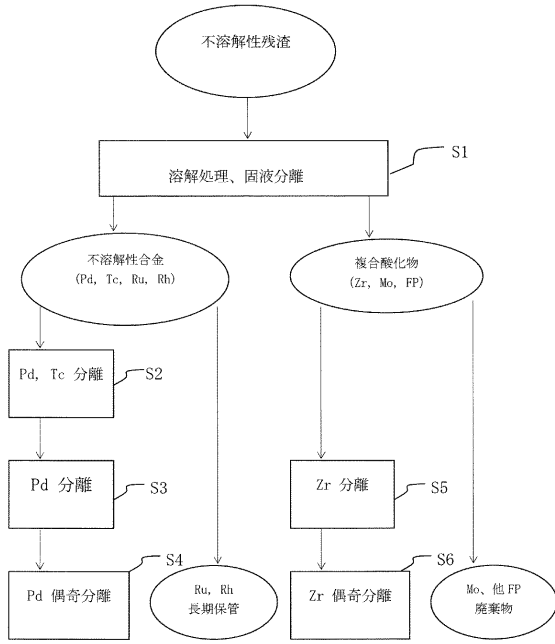 不溶解性残渣
S1
溶解処理、固液分離
不溶解性合金
(Pd, Tc, Ru, Rh)
複合酸化物
(Zr, Mo, FP)
Pd, Tc 分離
S2
Pd 分離
S3
Zr 分離
S5
S4
S6
Pd 偶奇分離
Ru, Rh
長期保管
Zr 偶奇分離
Mo、他FP
廃棄物